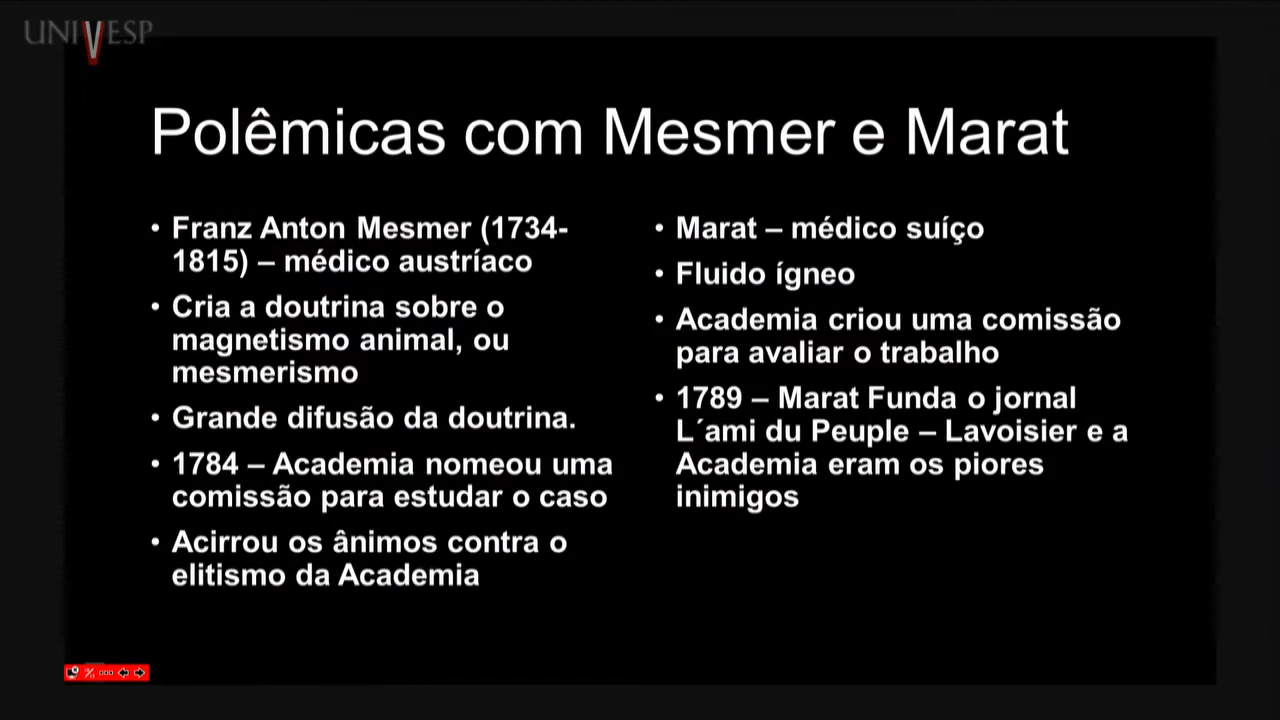 UNIVESP
Polêmicas com Mesmer e Marat
• Franz Anton Mesmer (1734-
1815) – médico austríaco
• Cria a doutrina sobre o
magnetismo animal, ou
mesmerismo
• Grande difusão da doutrina.
• 1784 – Academia nomeou uma
comissão para estudar o caso
• Acirrou os ânimos contra o
elitismo da Academia
• Marat – médico suíço
• Fluido ígneo
• Academia criou uma comissão
para avaliar o trabalho
• 1789 – Marat Funda o jornal
L´ami du Peuple – Lavoisier e a
Academia eram os piores
inimigos